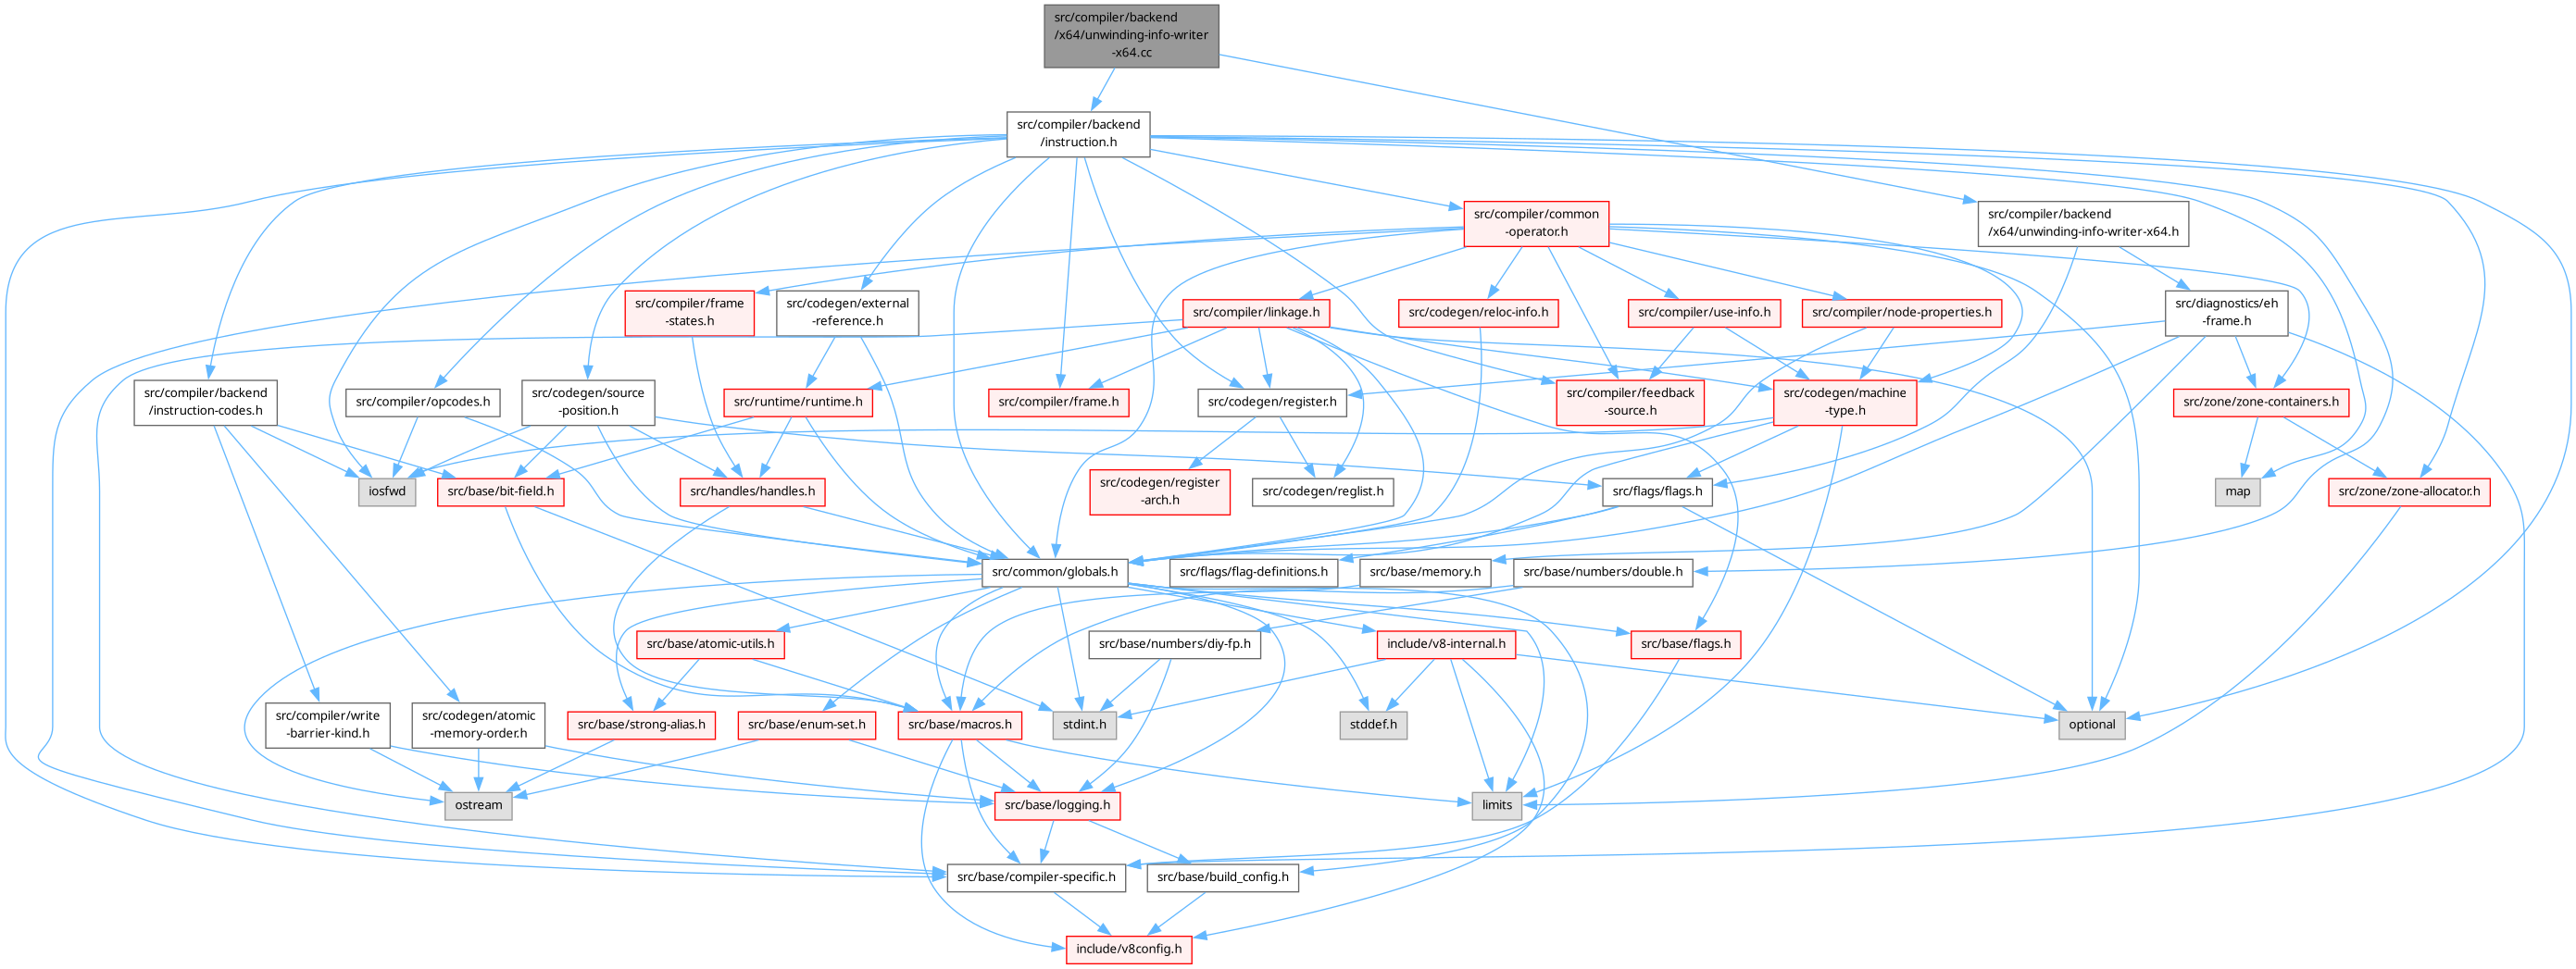 src/compiler/backend
/x64/unwinding-info-writer
-x64.cc
src/compiler/backend
/instruction.h
src/compiler/common
-operator.h
src/compiler/backend
/x64/unwinding-info-writer-x64.h
src/compiler/frame
-states.h
src/codegen/external
-reference.h
src/compiler/linkage.h
src/codegen/reloc-info.h
src/compiler/use-info.h
src/compiler/node-properties.h
src/diagnostics/eh
-frame.h
src/compiler/backend
/instruction-codes.h
src/compiler/opcodes.h
src/codegen/source
-position.h
src/runtime/runtime.h
src/compiler/frame.h
src/codegen/register.h
src/compiler/feedback
-source.h
src/codegen/machine
-type.h
src/zone/zone-containers.h
iosfwd
src/base/bit-field.h
src/handles/handles.h
src/codegen/register
-arch.h
src/codegen/reglist.h
src/flags/flags.h
map
src/zone/zone-allocator.h
src/common/globals.h
src/flags/flag-definitions.h
src/base/memory.h
src/base/numbers/double.h
src/base/atomic-utils.h
src/base/numbers/diy-fp.h
include/v8-internal.h
src/base/flags.h
src/compiler/write
-barrier-kind.h
src/codegen/atomic
-memory-order.h
src/base/strong-alias.h
src/base/enum-set.h
src/base/macros.h
stdint.h
stddef.h
optional
ostream
src/base/logging.h
limits
src/base/compiler-specific.h
src/base/build_config.h
include/v8config.h